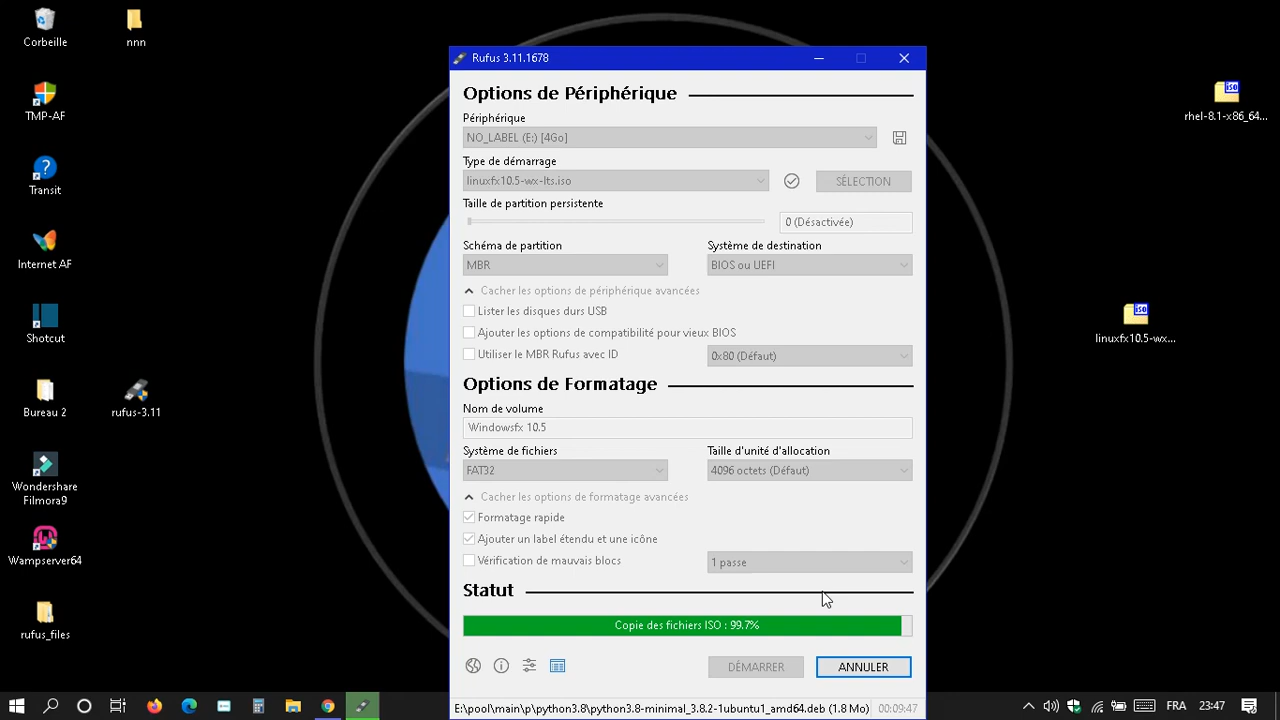 Corbeille
nnn
TMP-AF
Transit
Internet AF
Shotcut
Bureau 2
rufus-3.11
Wondershare
Filmora9
Wampserver64
rufus_files
Rufus 3.11.1678
Options de Périphérique
Périphérique
NO_LABEL (E:) [4Go]
Type de démarrage
linuxfx10.5-wx-lts.iso
SÉLECTION
Taille de partition persistente
0 (Désactivée)
Schéma de partition
Système de destination
MBR
BIOS ou UEFI
Cacher les options de périphérique avancées
Lister les disques durs USB
Ajouter les options de compatibilité pour vieux BIOS
Utiliser le MBR Rufus avec ID
0x80 (Défaut)
Options de Formatage
Nom de volume
Windowsfx 10.5
Système de fichiers
Taille d'unité d'allocation
FAT32
4096 octets (Défaut)
Cacher les options de formatage avancées
Formatage rapide
Ajouter un label étendu et une icône
Vérification de mauvais blocs
1 passe
Statut
Copie des fichiers ISO : 99.7%
DÉMARRER
ANNULER
E:\pool\main\p\python3.8\python3.8-minimal_3.8.2-1ubuntu1_amd64.deb (1.8 Mo)
00:09:47
ISO
rhel-8.1-x86_64...
ISO
linuxfx10.5-wx...
FRA
23:47